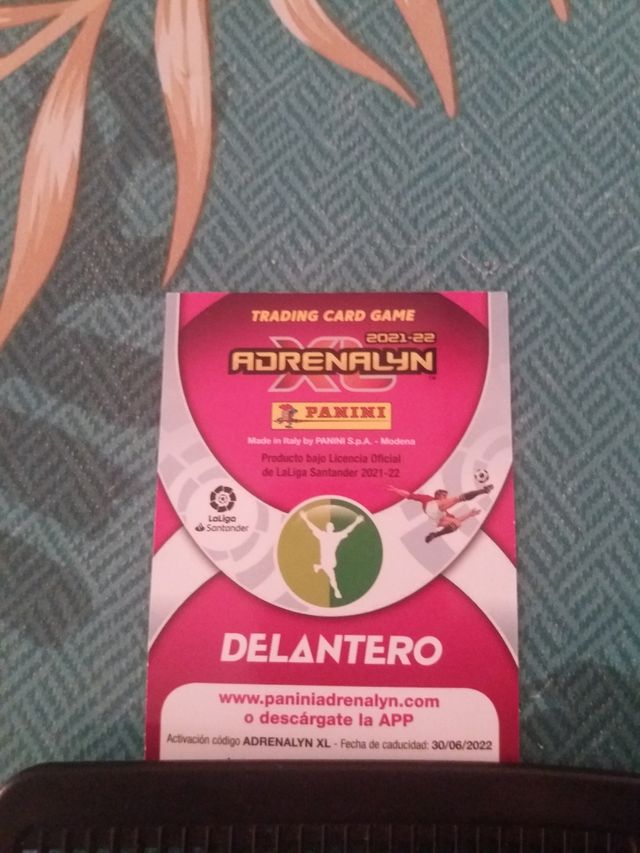 TRADING CARD GAME
2021-22
ADRENALYN
XL
™
PANINI
Made in Italy by PANINI S.p.A. - Modena
Producto bajo Licencia Oficial
de LaLiga Santander 2021-22
LaLiga
Santander
DELANTERO
www.paniniadrenalyn.com
o descárgate la APP
Activación código ADRENALYN XL - Fecha de caducidad: 30/06/2022